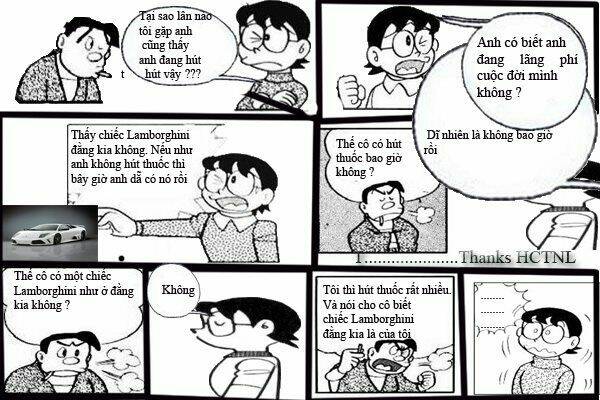 Tại sao lần nào
tôi gặp anh
cũng thấy
anh đang hút
hút vậy ???
t
Anh có biết anh
đang lãng phí
cuộc đời mình
không ?
Thấy chiếc Lamborghini
đằng kia không. Nếu như
anh không hút thuốc thì
bây giờ anh dã có nó rồi
Thế cô có hút
thuốc bao giờ
không ?
Dĩ nhiên là không bao giờ
rồi
T.....................Thanks HCTNL
Thế cô có một chiếc
Lamborghini như ở đằng
kia không ?
Không
Tôi thì hút thuốc rất nhiều.
Và nói cho cô biết
chiếc Lamborghini
đằng kia là của tôi
........
........